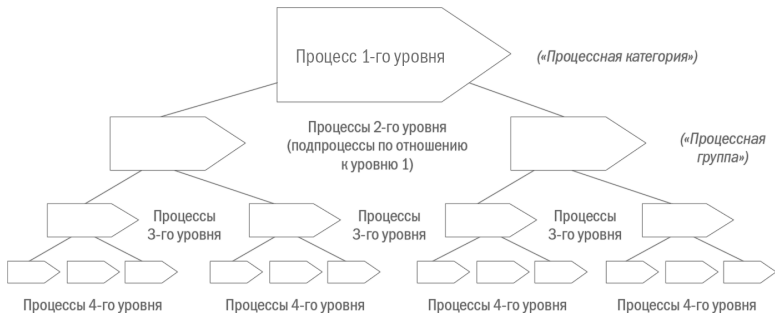 Процесс 1-го уровня
(«Процессная категория»)
Процессы 2-го уровня
(подпроцессы по отношению
к уровню 1)
(«Процессная
группа»)
Процессы
3-го уровня
Процессы
3-го уровня
Процессы
3-го уровня
Процессы 4-го уровня
Процессы 4-го уровня
Процессы 4-го уровня
Процессы 4-го уровня